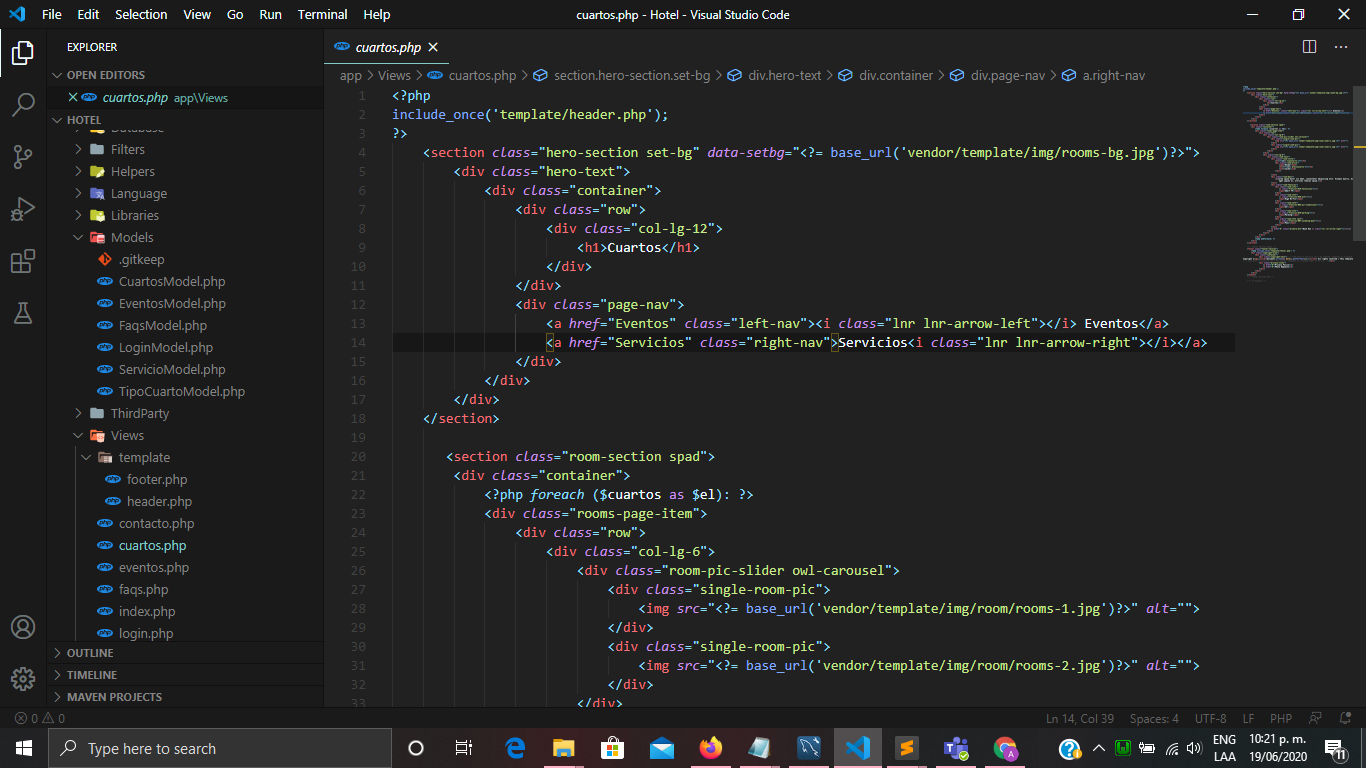 File Edit Selection View Go Run Terminal Help
cuartos.php - Hotel - Visual Studio Code
EXPLORER
OPEN EDITORS
cuartos.php app\Views
HOTEL
Database
Filters
Helpers
Language
Libraries
Models
.gitkeep
CuartosModel.php
EventosModel.php
FaqsModel.php
LoginModel.php
ServicioModel.php
TipoCuartoModel.php
ThirdParty
Views
template
footer.php
header.php
contacto.php
cuartos.php
eventos.php
faqs.php
index.php
login.php
OUTLINE
TIMELINE
MAVEN PROJECTS
cuartos.php
app > Views > cuartos.php > section.hero-section.set-bg > div.hero-text > div.container > div.page-nav > a.right-nav
1 <?php
2 include_once('template/header.php');
3 ?>
4 <section class="hero-section set-bg" data-setbg="<?= base_url('vendor/template/img/rooms-bg.jpg')?>">
5 <div class="hero-text">
6 <div class="container">
7 <div class="row">
8 <div class="col-lg-12">
9 <h1>Cuartos</h1>
10 </div>
11 </div>
12 <div class="page-nav">
13 <a href="Eventos" class="left-nav"><i class="lnr lnr-arrow-left"></i> Eventos</a>
14 <a href="Servicios" class="right-nav">Servicios<i class="lnr lnr-arrow-right"></i></a>
15 </div>
16 </div>
17 </div>
18 </section>
19
20 <section class="room-section spad">
21 <div class="container">
22 <?php foreach ($cuartos as $el): ?>
23 <div class="rooms-page-item">
24 <div class="row">
25 <div class="col-lg-6">
26 <div class="room-pic-slider owl-carousel">
27 <div class="single-room-pic">
28 <img src="<?= base_url('vendor/template/img/room/rooms-1.jpg')?>" alt="">
29 </div>
30 <div class="single-room-pic">
31 <img src="<?= base_url('vendor/template/img/room/rooms-2.jpg')?>" alt="">
32 </div>
33 </div>
0 0
Ln 14, Col 39 Spaces: 4 UTF-8 LF PHP
Type here to search
ENG
LAA
10:21 p. m.
19/06/2020
11